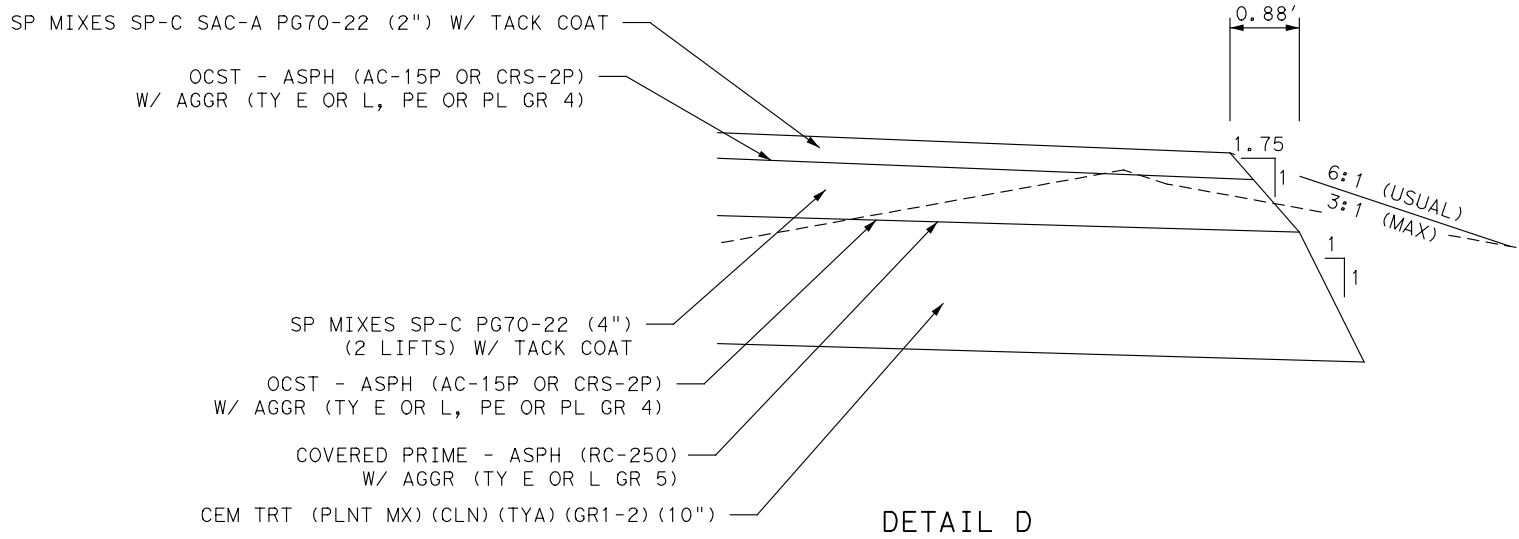 SP MIXES SP-C SAC-A PG70-22 (2") W/ TACK COAT
0.88'
OCST - ASPH (AC-15P OR CRS-2P)
W/ AGGR (TY E OR L, PE OR PL GR 4)
1.75
1
6:1 (USUAL)
3:1 (MAX)
1
1
SP MIXES SP-C PG70-22 (4")
(2 LIFTS) W/ TACK COAT
OCST - ASPH (AC-15P OR CRS-2P)
W/ AGGR (TY E OR L, PE OR PL GR 4)
COVERED PRIME - ASPH (RC-250)
W/ AGGR (TY E OR L GR 5)
CEM TRT (PLNT MX)(CLN)(TYA)(GR1-2)(10")
DETAIL D